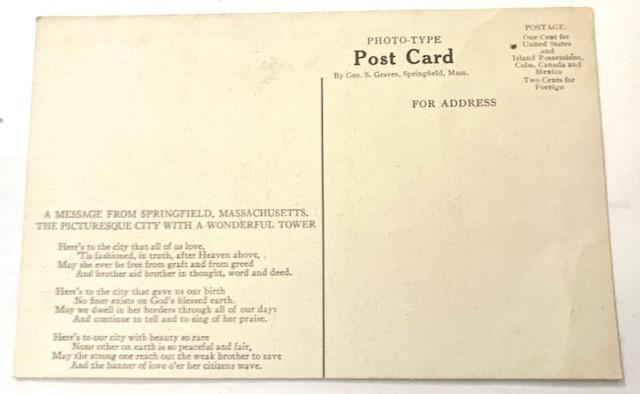 PHOTO-TYPE
Post Card
By Geo. S. Graves, Springfield, Mass.
POSTAGE:
One Cent for
United States
and
Island Possessions,
Cuba, Canada and
Mexico
Two Cents for
Foreign
FOR ADDRESS
A MESSAGE FROM SPRINGFIELD, MASSACHUSETTS,
THE PICTURESQUE CITY WITH A WONDERFUL TOWER
Here's to the city that all of us love,
'Tis fashioned, in truth, after Heaven above,
May she ever be free from graft and from greed
And brother aid brother in thought, word and deed.
Here's to the city that gave us our birth
No finer exists on God's blessed earth.
May we dwell in her borders through all of our days
And continue to tell and to sing of her praise.
Here's to our city with beauty so rare
None other on earth is so peaceful and fair,
May the strong one reach out the weak brother to save
And the banner of love o'er her citizens wave.